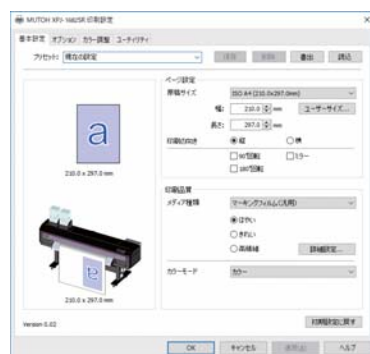 MUTOH XPJ-1682SR 印刷設定
基本設定 オプション カラー調整 ユーティリティ
プリセット: 現在の設定 保存 削除 書出 読込
ページ設定
原稿サイズ ISO A4 (210.0x297.0mm)
幅: 210.0 mm ユーザーサイズ...
長さ: 297.0 mm
印刷の向き 縦 横
90°回転 ミラー
180°回転
a
210.0 x 297.0 mm
印刷品質
メディア種類 マーキングフィルム(汎用)
はやい
きれい
高精細 詳細設定...
カラーモード カラー
a
210.0 x 297.0 mm
Version 5.02 初期設定に戻す
OK キャンセル 適用(A) ヘルプ